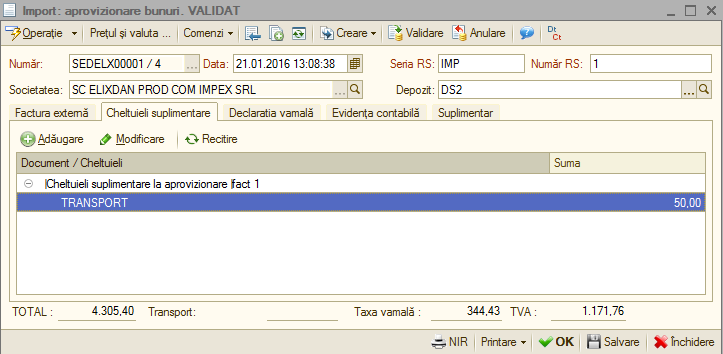 Import: aprovizionare bunuri. VALIDAT
Operaţie Preţul şi valuta ... Comenzi Creare Validare Anulare Dt Ct
Număr: SEDELX00001 / 4 ... Data: 21.01.2016 13:08:38 Seria RS: IMP Număr RS: 1
Societatea: SC ELIXDAN PROD COM IMPEX SRL ... Depozit: DS2 ...
Factura externă Cheltuieli suplimentare Declaratia vamală Evidenţa contabilă Suplimentar
Adăugare Modificare Recitire
Document / Cheltuieli Suma
Cheltuieli suplimentare la aprovizionare |fact 1
TRANSPORT 50,00
TOTAL : 4.305,40 Transport: Taxa vamală : 344,43 TVA : 1.171,76
NIR Printare OK Salvare Închidere